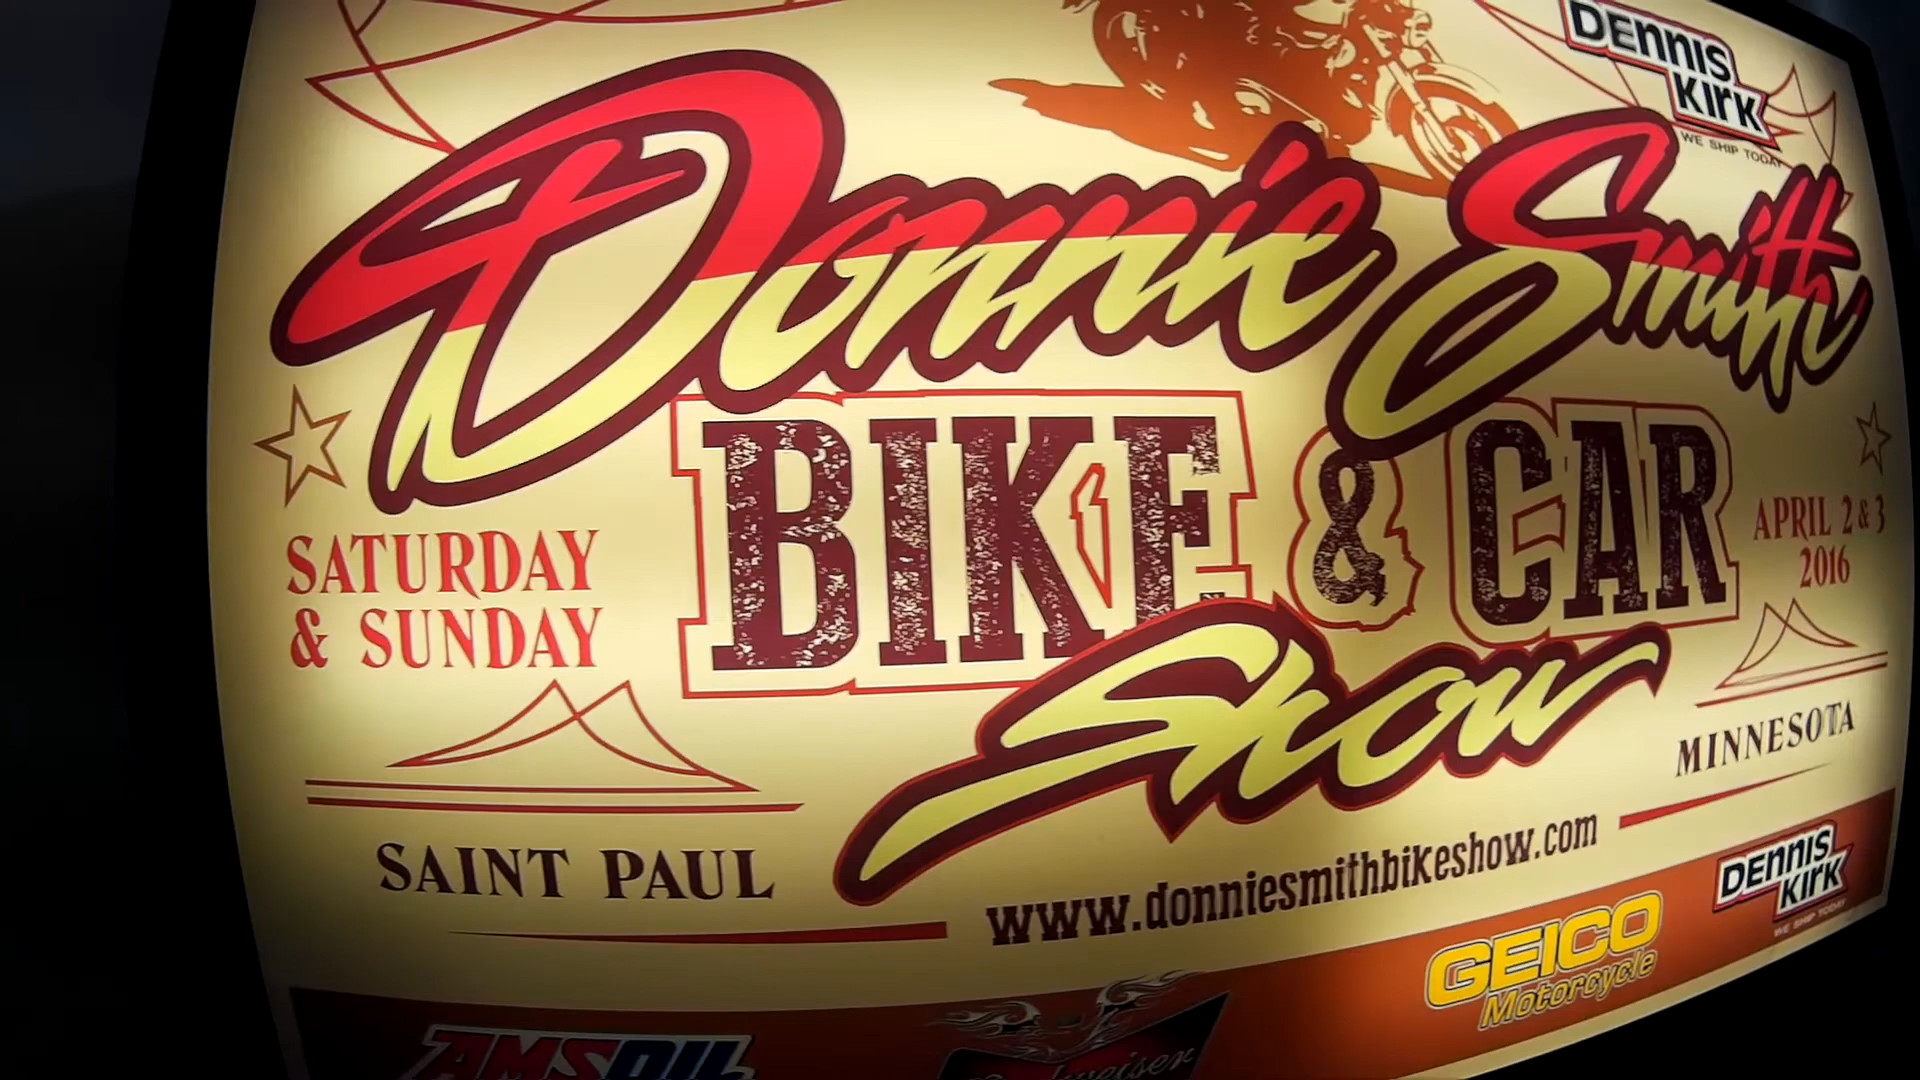 DENNIS
KIRK
WE SHIP TODAY
Donnie Smith
BIKE & CAR
Show
SATURDAY
& SUNDAY
APRIL 2 & 3
2016
SAINT PAUL
MINNESOTA
www.donniesmithbikeshow.com
DENNIS
KIRK
WE SHIP TODAY
GEICO
Motorcycle
AMSOIL
Budweiser